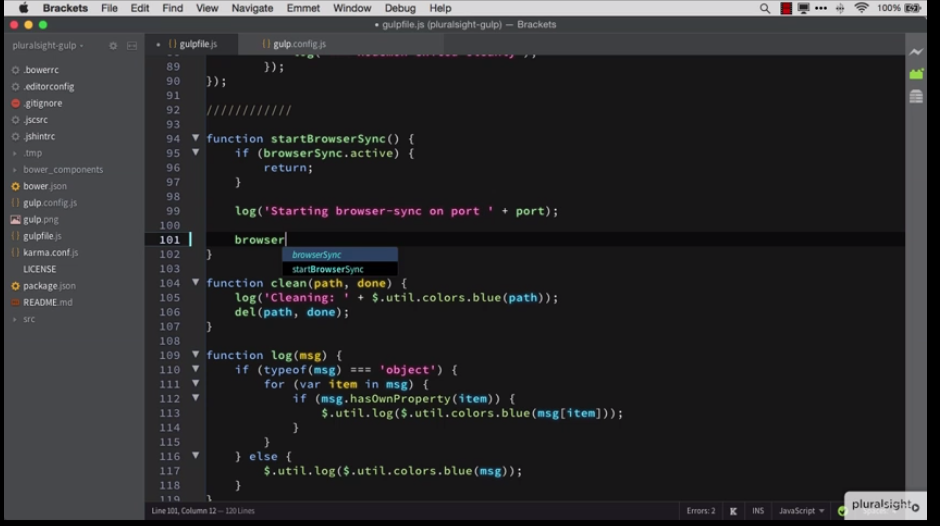 Brackets File Edit Find View Navigate Emmet Window Debug Help 100%
gulpfile.js (pluralsight-gulp) — Brackets
pluralsight-gulp
gulpfile.js
gulp.config.js
.bowerrc
.editorconfig
.gitignore
.jscsrc
.jshintrc
.tmp
bower_components
bower.json
gulp.config.js
gulp.png
gulpfile.js
karma.conf.js
LICENSE
package.json
README.md
src
89 });
90 });
91
92 ////////////
93
94 function startBrowserSync() {
95 if (browserSync.active) {
96 return;
97 }
98
99 log('Starting browser-sync on port ' + port);
100
101 browser
browserSync
102 }
startBrowserSync
103
104 function clean(path, done) {
105 log('Cleaning: ' + $.util.colors.blue(path));
106 del(path, done);
107 }
108
109 function log(msg) {
110 if (typeof(msg) === 'object') {
111 for (var item in msg) {
112 if (msg.hasOwnProperty(item)) {
113 $.util.log($.util.colors.blue(msg[item]));
114 }
115 }
116 } else {
117 $.util.log($.util.colors.blue(msg));
118 }
119 }
Line 101, Column 12 — 120 Lines
Errors: 2
INS
JavaScript
pluralsight